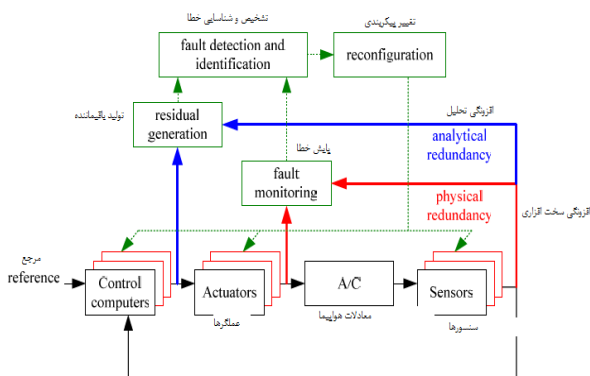 تشخیص و شناسایی خطا
تغییر پیکربندی
fault detection and
identification
reconfiguration
تولید باقیمانده
residual
generation
افزونگی تحلیل
analytical
redundancy
پایش خطا
fault
monitoring
physical
redundancy
افزونگی سخت افزاری
مرجع
reference
Control
computers
Actuators
A/C
Sensors
عملگرها
معادلات هواپیما
سنسورها